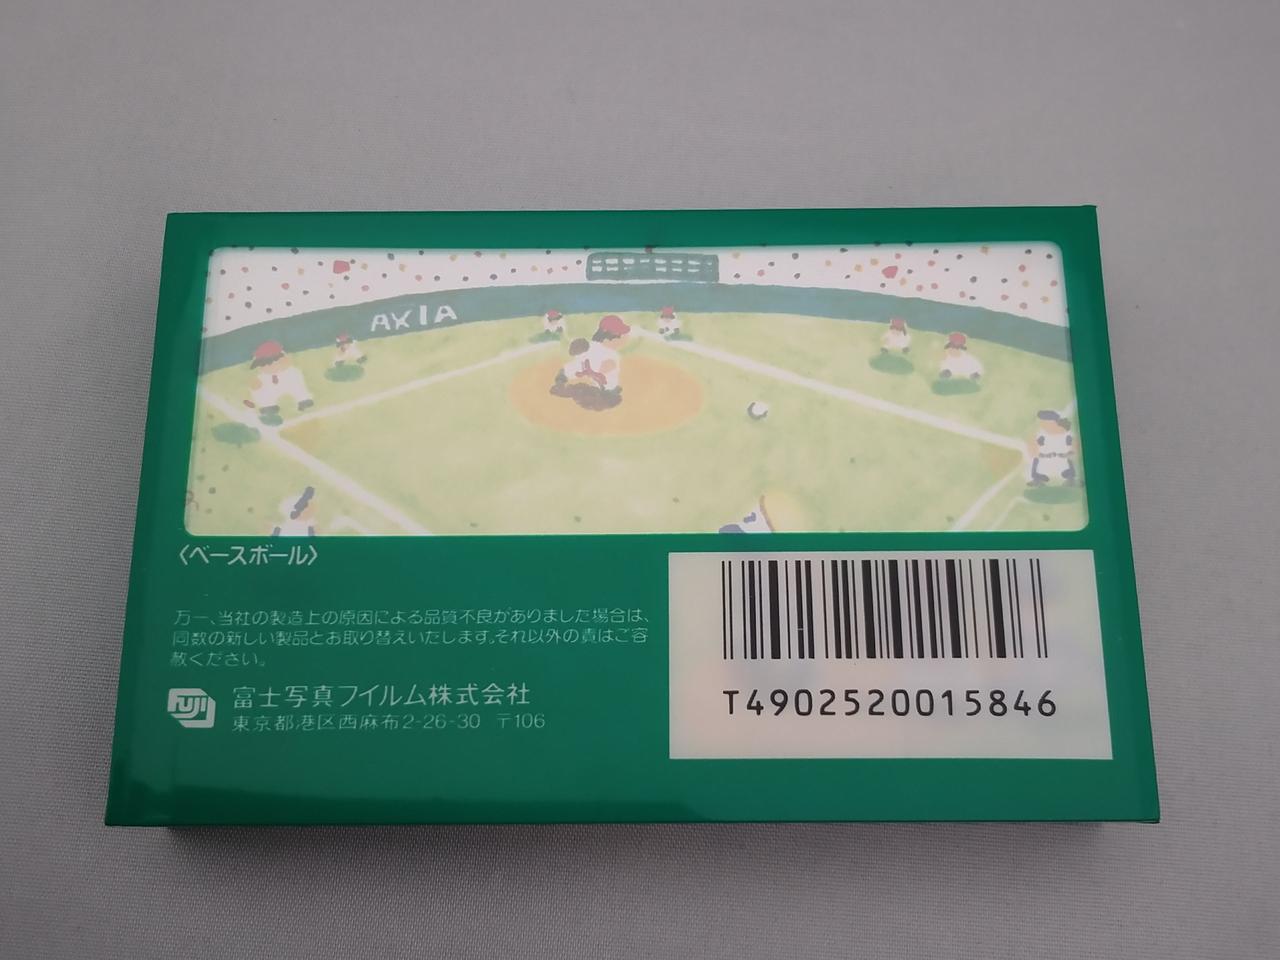 AXIA
〈ベースボール〉
万一、当社の製造上の原因による品質不良がありました場合は、
同数の新しい製品とお取り替えいたします。それ以外の責はご容
赦ください。
FUJI
富士写真フイルム株式会社
東京都港区西麻布2-26-30 〒106
T4902520015846